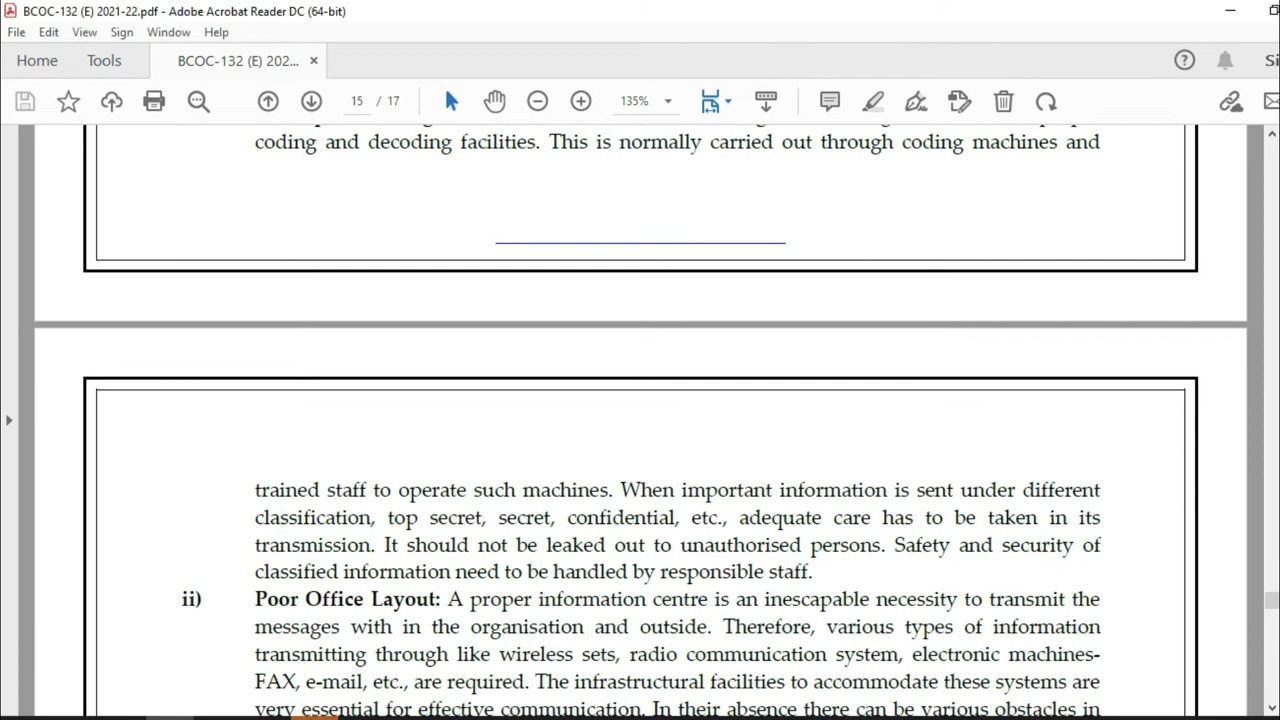 BCOC-132 (E) 2021-22.pdf - Adobe Acrobat Reader DC (64-bit)
File Edit View Sign Window Help
Home Tools BCOC-132 (E) 202... × ? Si
15 / 17 135%
coding and decoding facilities. This is normally carried out through coding machines and
trained staff to operate such machines. When important information is sent under different
classification, top secret, secret, confidential, etc., adequate care has to be taken in its
transmission. It should not be leaked out to unauthorised persons. Safety and security of
classified information need to be handled by responsible staff.
ii) Poor Office Layout: A proper information centre is an inescapable necessity to transmit the
messages with in the organisation and outside. Therefore, various types of information
transmitting through like wireless sets, radio communication system, electronic machines-
FAX, e-mail, etc., are required. The infrastructural facilities to accommodate these systems are
very essential for effective communication. In their absence there can be various obstacles in